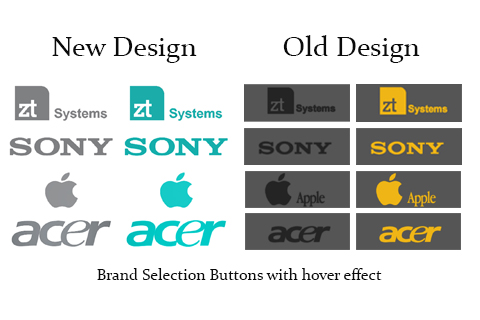 New Design Old Design
zt Systems zt Systems zt Systems zt Systems
SONY SONY SONY SONY
Apple Apple
acer acer acer acer
Brand Selection Buttons with hover effect